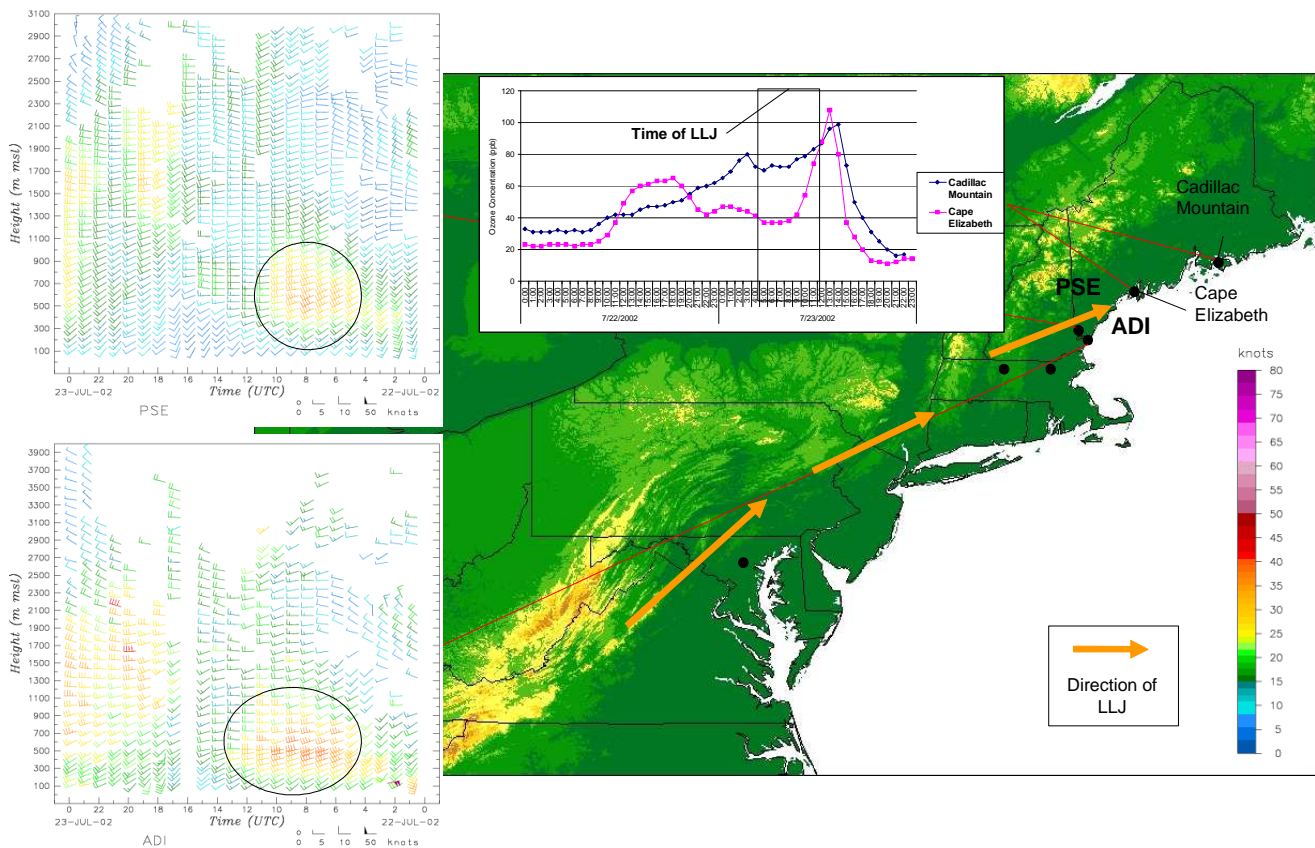 3100
2900
2700
2500
2300
2100
1900
1700
1500
1300
1100
900
700
500
300
100
Height (m msl)
0 22 20 18 16 14 12 10 8 6 4 2 0
23-JUL-02 Time (UTC) 22-JUL-02
PSE
0 5 10 50 knots
3900
3700
3500
3300
3100
2900
2700
2500
2300
2100
1900
1700
1500
1300
1100
900
700
500
300
100
Height (m msl)
0 22 20 18 16 14 12 10 8 6 4 2 0
23-JUL-02 Time (UTC) 22-JUL-02
ADI
0 5 10 50 knots
120
100
80
60
40
20
0
Ozone Concentration (ppb)
Time of LLJ
7/22/2002 7/23/2002
Cadillac
Mountain
Cape
Elizabeth
Cadillac
Mountain
Cape
Elizabeth
PSE
ADI
knots
80
75
70
65
60
55
50
45
40
35
30
25
20
15
10
5
0
Direction of
LLJ